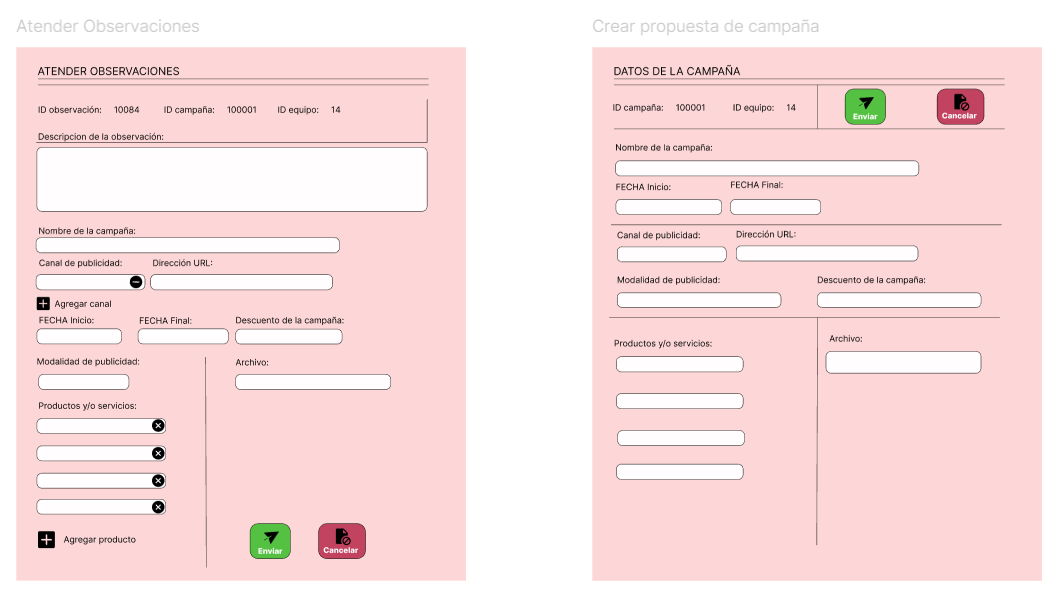 Atender Observaciones
ATENDER OBSERVACIONES
ID observación: 10084 ID campaña: 100001 ID equipo: 14
Descripcion de la observación:
Nombre de la campaña:
Canal de publicidad: Dirección URL:
Agregar canal
FECHA Inicio: FECHA Final: Descuento de la campaña:
Modalidad de publicidad: Archivo:
Productos y/o servicios:
Agregar producto
Enviar Cancelar
Crear propuesta de campaña
DATOS DE LA CAMPAÑA
ID campaña: 100001 ID equipo: 14
Enviar Cancelar
Nombre de la campaña:
FECHA Inicio: FECHA Final:
Canal de publicidad: Dirección URL:
Modalidad de publicidad: Descuento de la campaña:
Productos y/o servicios: Archivo: